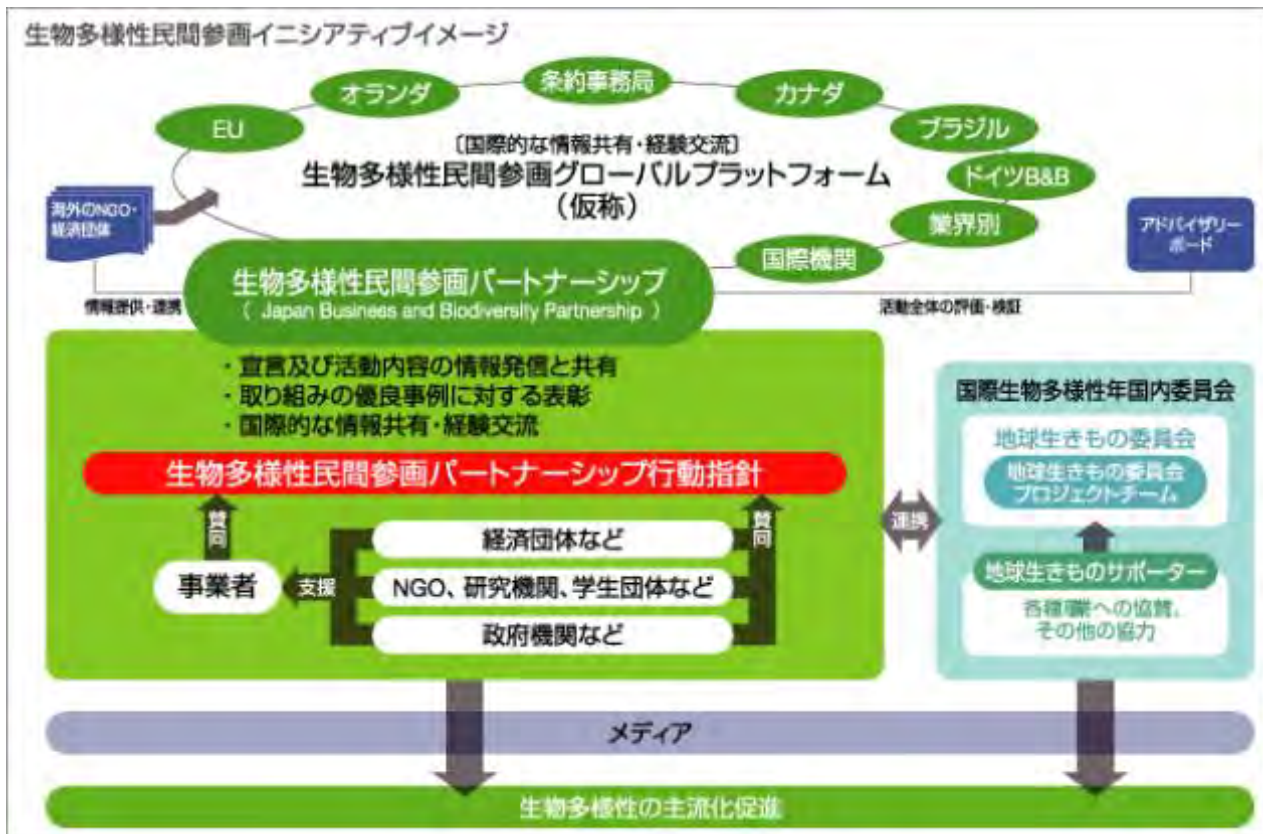 生物多様性民間参画イニシアティブイメージ
EU
オランダ
条約事務局
カナダ
ブラジル
ドイツB&B
業界別
国際機関
〔国際的な情報共有・経験交流〕
生物多様性民間参画グローバルプラットフォーム
（仮称）
海外のNGO・
経済団体
アドバイザリー
ボード
生物多様性民間参画パートナーシップ
（ Japan Business and Biodiversity Partnership ）
情報提供・連携
活動全体の評価・検証
・宣言及び活動内容の情報発信と共有
・取り組みの優良事例に対する表彰
・国際的な情報共有・経験交流
生物多様性民間参画パートナーシップ行動指針
賛同
賛同
経済団体など
事業者
支援
NGO、研究機関、学生団体など
政府機関など
連携
国際生物多様性年国内委員会
地球生きもの委員会
地球生きもの委員会
プロジェクトチーム
地球生きものサポーター
各種事業への協賛、
その他の協力
メディア
生物多様性の主流化促進